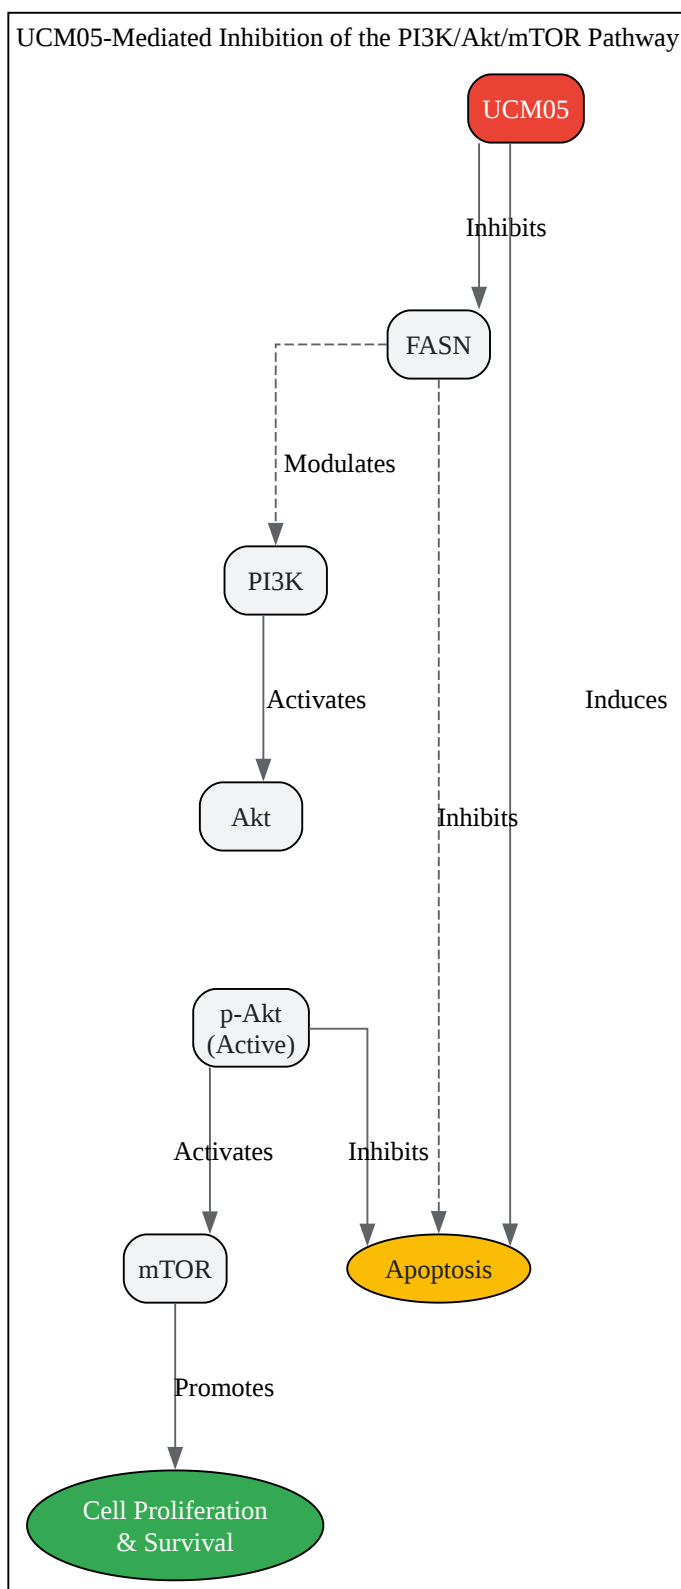 UCM05-Mediated Inhibition of the PI3K/Akt/mTOR Pathway
UCM05
Inhibits
FASN
Modulates
PI3K
Activates
Induces
Akt
Inhibits
p-Akt
(Active)
Activates
Inhibits
mTOR
Apoptosis
Promotes
Cell Proliferation
& Survival